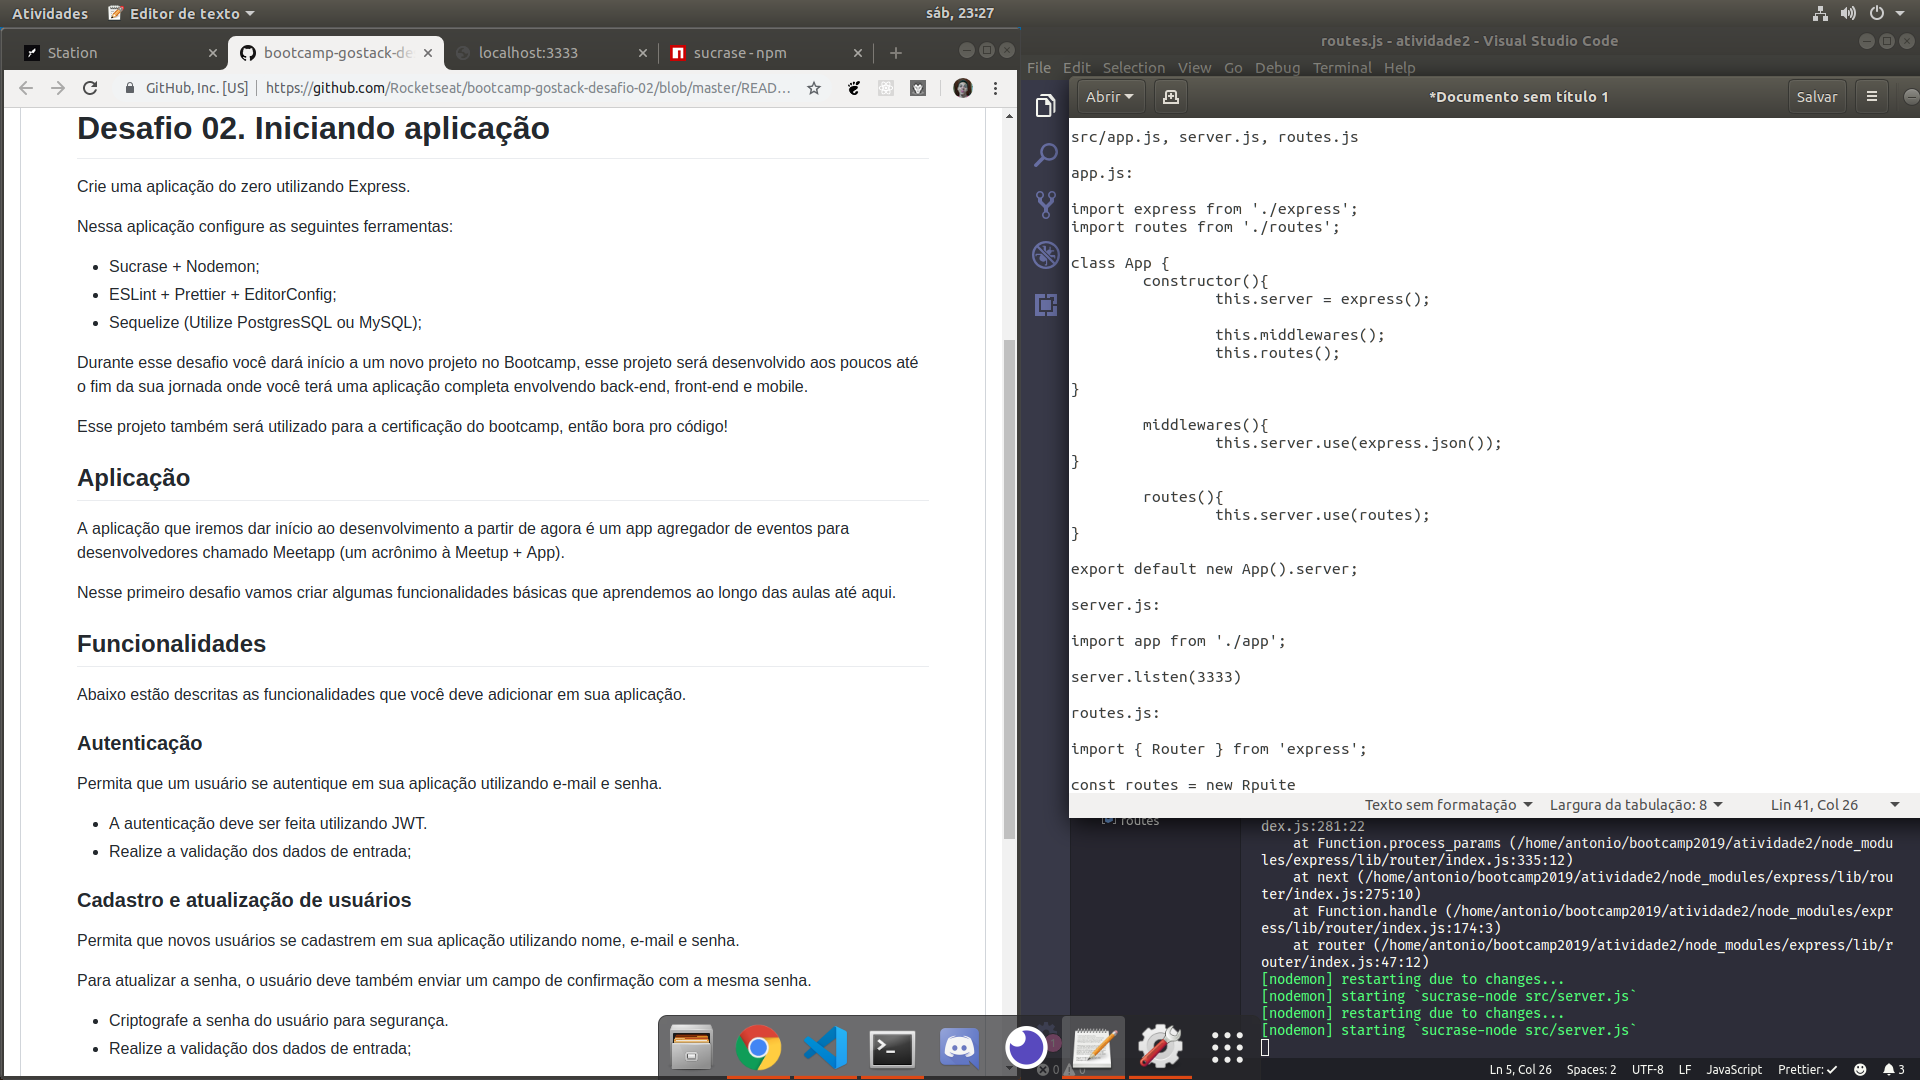 Atividades
Editor de texto
sáb, 23:27
Station
bootcamp-gostack-de
localhost:3333
sucrase - npm
GitHub, Inc. [US]
https://github.com/Rocketseat/bootcamp-gostack-desafio-02/blob/master/READ...
Desafio 02. Iniciando aplicação
Crie uma aplicação do zero utilizando Express.
Nessa aplicação configure as seguintes ferramentas:
• Sucrase + Nodemon;
• ESLint + Prettier + EditorConfig;
• Sequelize (Utilize PostgresSQL ou MySQL);
Durante esse desafio você dará início a um novo projeto no Bootcamp, esse projeto será desenvolvido aos poucos até
o fim da sua jornada onde você terá uma aplicação completa envolvendo back-end, front-end e mobile.
Esse projeto também será utilizado para a certificação do bootcamp, então bora pro código!
Aplicação
A aplicação que iremos dar início ao desenvolvimento a partir de agora é um app agregador de eventos para
desenvolvedores chamado Meetapp (um acrônimo à Meetup + App).
Nesse primeiro desafio vamos criar algumas funcionalidades básicas que aprendemos ao longo das aulas até aqui.
Funcionalidades
Abaixo estão descritas as funcionalidades que você deve adicionar em sua aplicação.
Autenticação
Permita que um usuário se autentique em sua aplicação utilizando e-mail e senha.
• A autenticação deve ser feita utilizando JWT.
• Realize a validação dos dados de entrada;
Cadastro e atualização de usuários
Permita que novos usuários se cadastrem em sua aplicação utilizando nome, e-mail e senha.
Para atualizar a senha, o usuário deve também enviar um campo de confirmação com a mesma senha.
• Criptografe a senha do usuário para segurança.
• Realize a validação dos dados de entrada;
routes.js - atividade2 - Visual Studio Code
File Edit Selection View Go Debug Terminal Help
Abrir
*Documento sem título 1
Salvar
src/app.js, server.js, routes.js
app.js:
import express from './express';
import routes from './routes';
class App {
constructor(){
this.server = express();
this.middlewares();
this.routes();
}
middlewares(){
this.server.use(express.json());
}
routes(){
this.server.use(routes);
}
export default new App().server;
server.js:
import app from './app';
server.listen(3333)
routes.js:
import { Router } from 'express';
const routes = new Rpuite
Texto sem formatação
Largura da tabulação: 8
Lin 41, Col 26
routes
dex.js:281:22
at Function.process_params (/home/antonio/bootcamp2019/atividade2/node_modu
les/express/lib/router/index.js:335:12)
at next (/home/antonio/bootcamp2019/atividade2/node_modules/express/lib/rou
ter/index.js:275:10)
at Function.handle (/home/antonio/bootcamp2019/atividade2/node_modules/expr
ess/lib/router/index.js:174:3)
at router (/home/antonio/bootcamp2019/atividade2/node_modules/express/lib/r
outer/index.js:47:12)
[nodemon] restarting due to changes...
[nodemon] starting `sucrase-node src/server.js`
[nodemon] restarting due to changes...
[nodemon] starting `sucrase-node src/server.js`
1
0 0
Ln 5, Col 26 Spaces: 2 UTF-8 LF JavaScript Prettier: ✓ 3